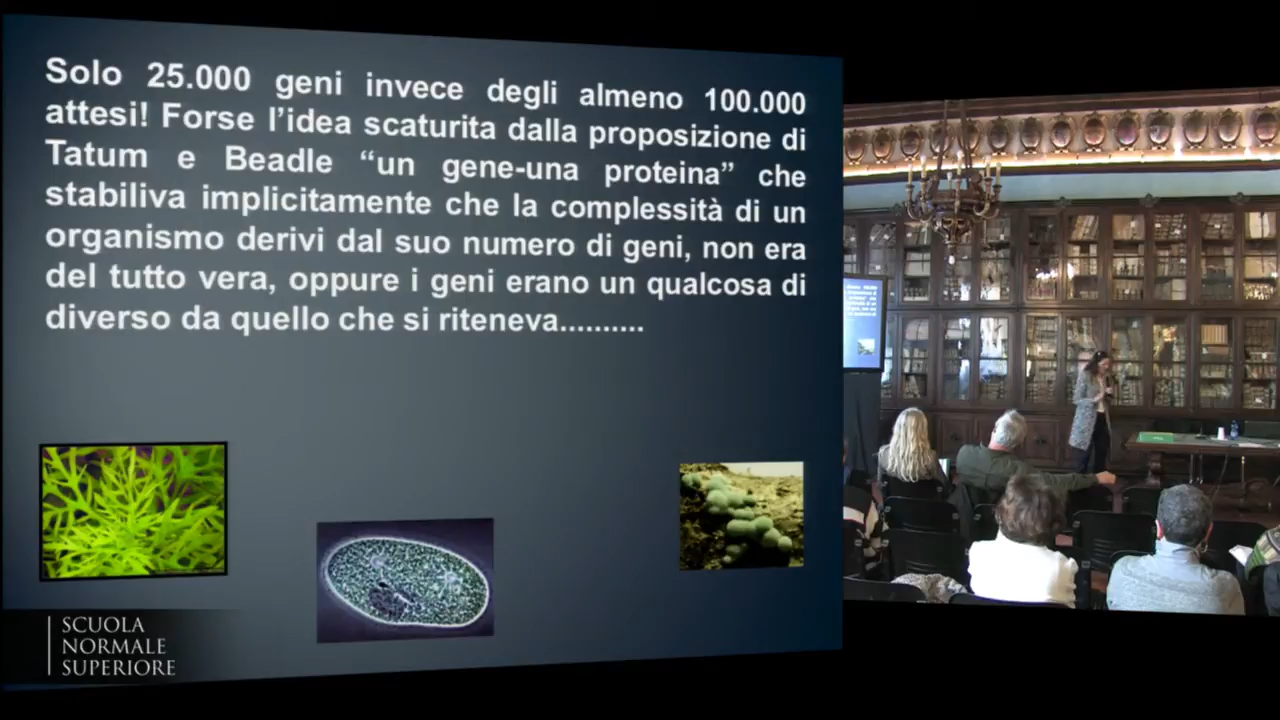 Solo 25.000 geni invece degli almeno 100.000
attesi! Forse l’idea scaturita dalla proposizione di
Tatum e Beadle “un gene-una proteina” che
stabiliva implicitamente che la complessità di un
organismo derivi dal suo numero di geni, non era
del tutto vera, oppure i geni erano un qualcosa di
diverso da quello che si riteneva..........
SCUOLA
NORMALE
SUPERIORE